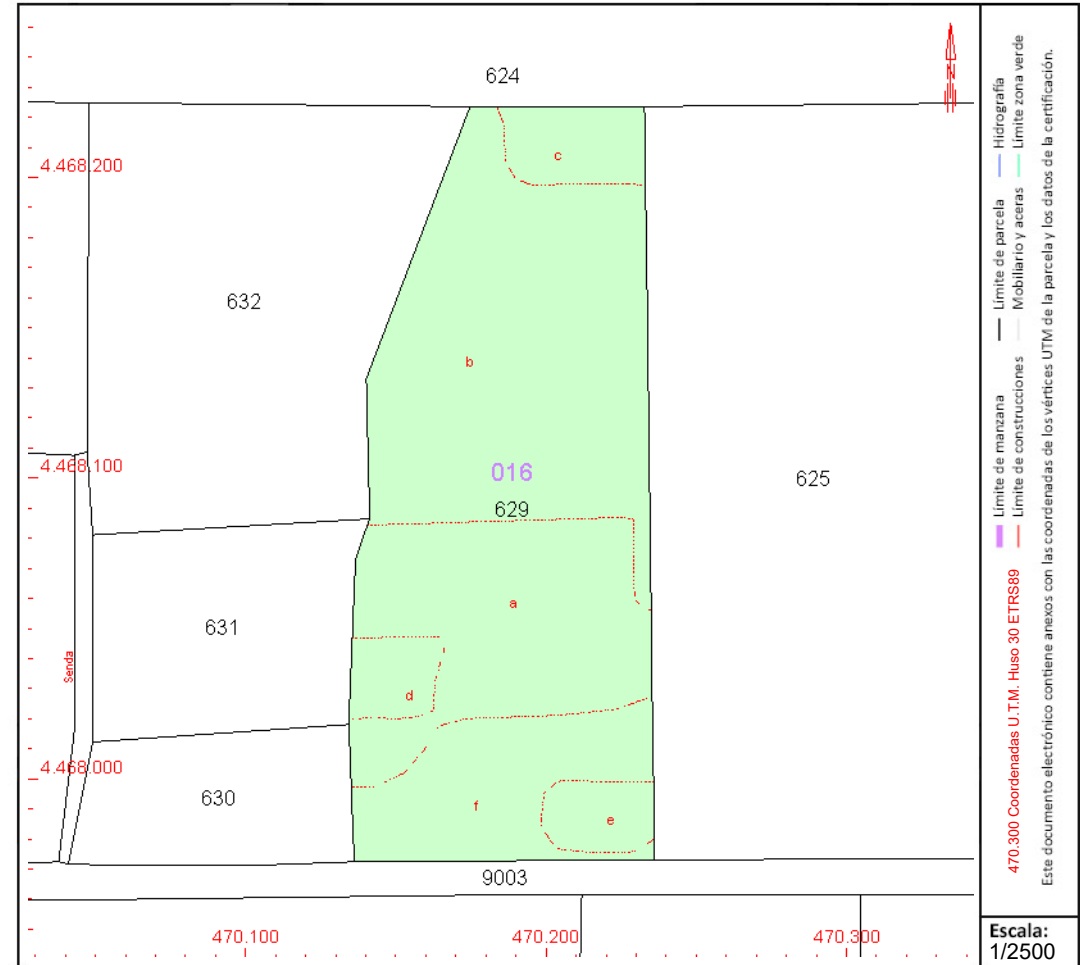 624
N
c
4.468.200
632
b
4.468.100
016
625
629
a
631
Senda
d
4.468.000
630
f
e
9003
470.100
470.200
470.300
Hidrografía
Límite zona verde
Límite de parcela
Mobiliario y aceras
Límite de manzana
Límite de construcciones
470.300 Coordenadas U.T.M. Huso 30 ETRS89
Este documento electrónico contiene anexos con las coordenadas de los vértices UTM de la parcela y los datos de la certificación.
Escala:
1/2500